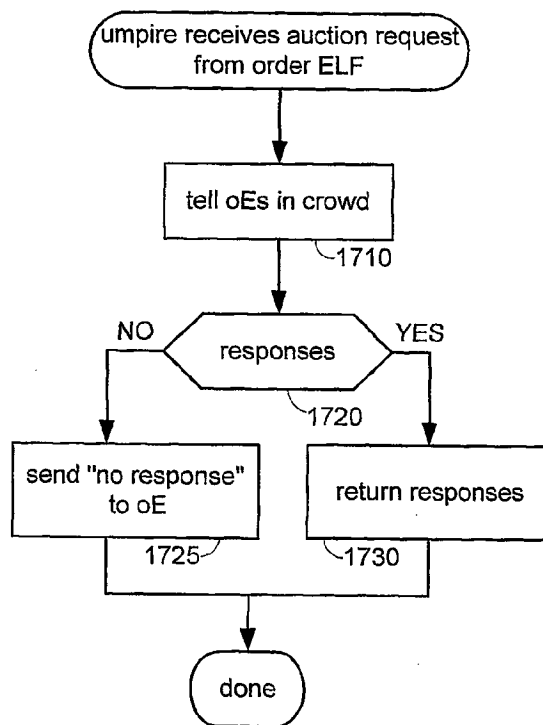 umpire receives auction request
from order ELF
tell oEs in crowd
1710
NO
YES
responses
1720
send "no response"
to oE
return responses
1725
1730
done